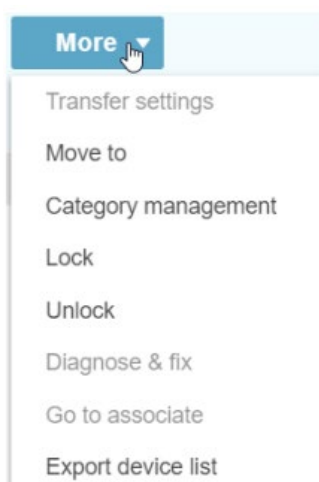 More
Transfer settings
Move to
Category management
Lock
Unlock
Diagnose & fix
Go to associate
Export device list